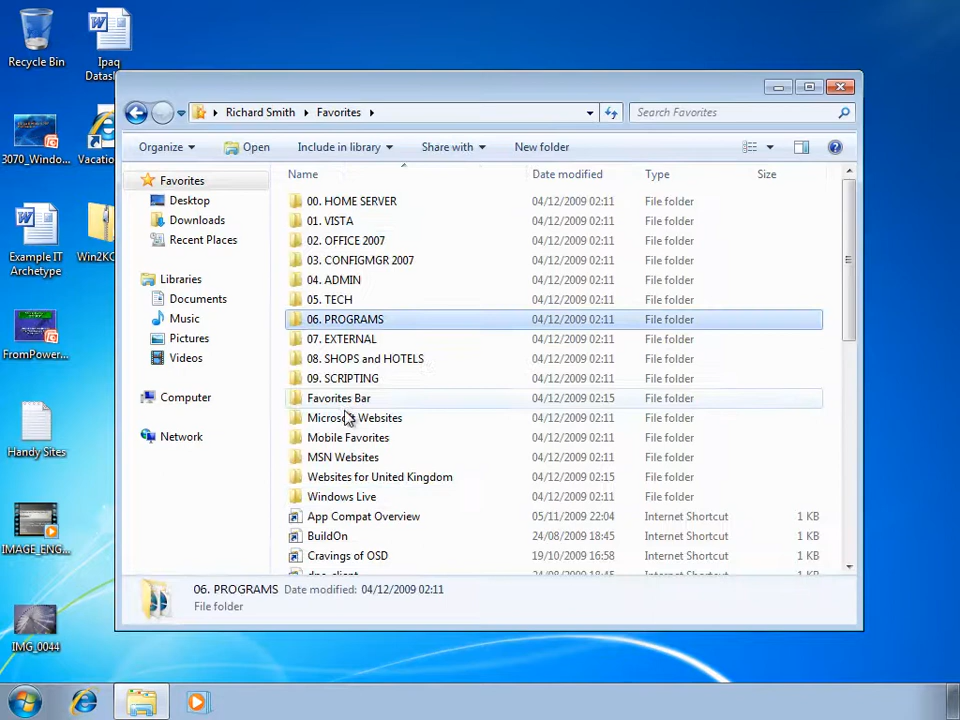 Recycle Bin
Ipaq
Datash
3070_Windo...
Vacatio
Example IT
Archetype
Win2KC
FromPower...
Handy Sites
IMAGE_ENG...
IMG_0044
Richard Smith
Favorites
Search Favorites
Organize
Open
Include in library
Share with
New folder
Favorites
Desktop
Downloads
Recent Places
Libraries
Documents
Music
Pictures
Videos
Computer
Network
Name Date modified Type Size
00. HOME SERVER 04/12/2009 02:11 File folder
01. VISTA 04/12/2009 02:11 File folder
02. OFFICE 2007 04/12/2009 02:11 File folder
03. CONFIGMGR 2007 04/12/2009 02:11 File folder
04. ADMIN 04/12/2009 02:11 File folder
05. TECH 04/12/2009 02:11 File folder
06. PROGRAMS 04/12/2009 02:11 File folder
07. EXTERNAL 04/12/2009 02:11 File folder
08. SHOPS and HOTELS 04/12/2009 02:11 File folder
09. SCRIPTING 04/12/2009 02:11 File folder
Favorites Bar 04/12/2009 02:15 File folder
Microsoft Websites 04/12/2009 02:11 File folder
Mobile Favorites 04/12/2009 02:11 File folder
MSN Websites 04/12/2009 02:11 File folder
Websites for United Kingdom 04/12/2009 02:15 File folder
Windows Live 04/12/2009 02:11 File folder
App Compat Overview 05/11/2009 22:04 Internet Shortcut 1 KB
BuildOn 24/08/2009 18:45 Internet Shortcut 1 KB
Cravings of OSD 19/10/2009 16:58 Internet Shortcut 1 KB
06. PROGRAMS Date modified: 04/12/2009 02:11
File folder